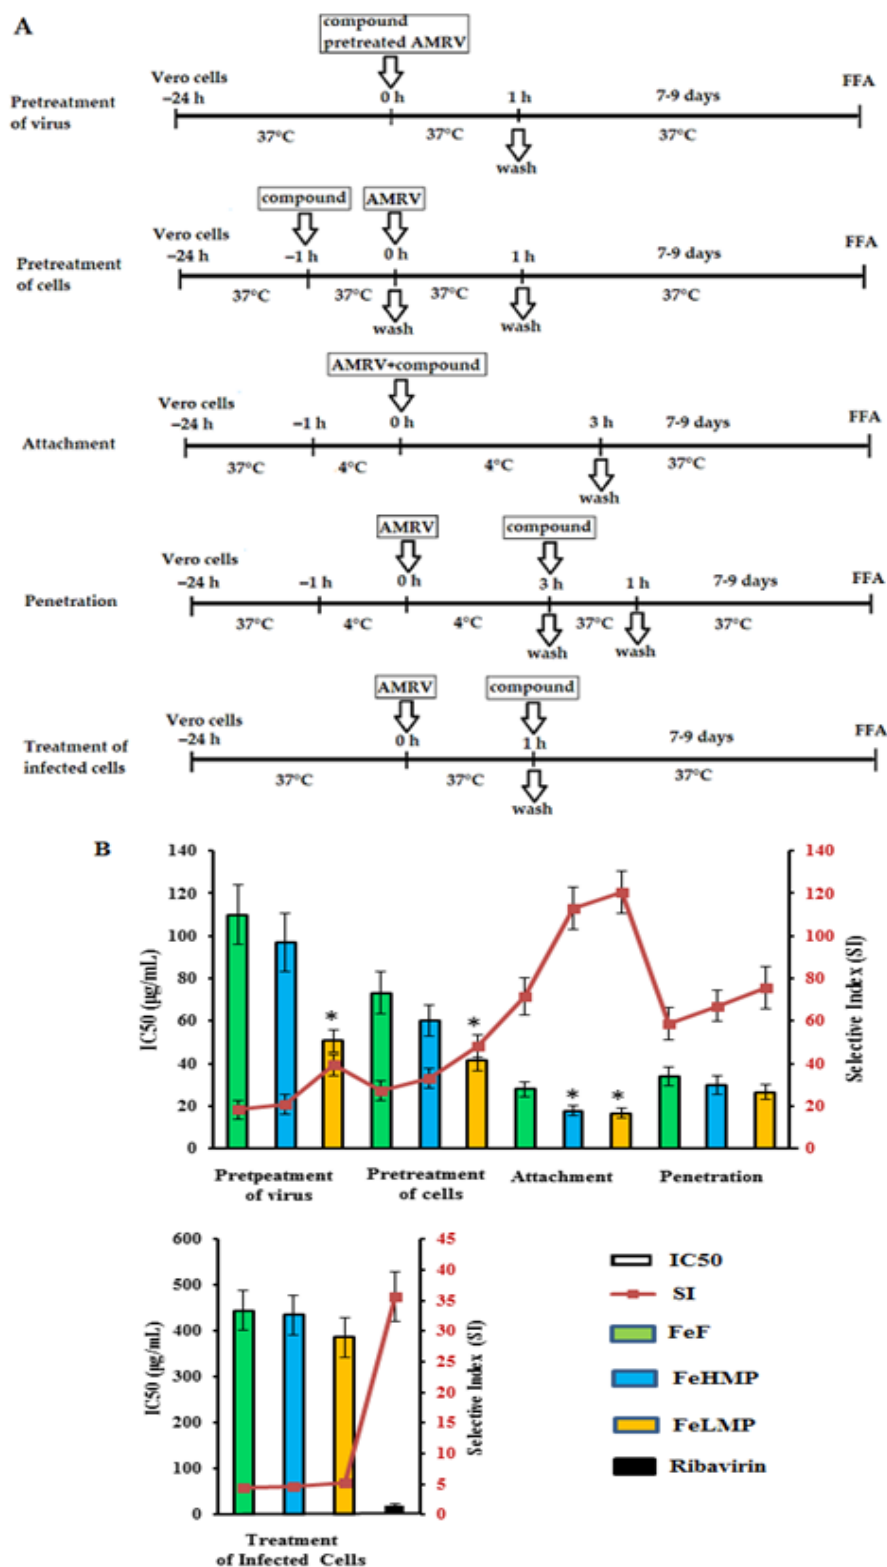 A
compound
pretreated AMRV
Vero cells
FFA
–24 h
0 h
1 h
7-9 days
Pretreatment
of virus
37°C
37°C
37°C
wash
compound
AMRV
Vero cells
FFA
–24 h
–1 h
0 h
1 h
7-9 days
Pretreatment
of cells
37°C
37°C
37°C
37°C
wash
wash
AMRV+compound
Vero cells
FFA
–24 h
–1 h
0 h
3 h
7-9 days
Attachment
37°C
4°C
4°C
37°C
wash
AMRV
compound
Vero cells
FFA
–24 h
–1 h
0h
3 h
1 h
7-9 days
Penetration
37°C
4°C
4°C
37°C
37°C
wash
wash
AMRV
compound
Vero cells
FFA
–24 h
0 h
1 h
7-9 days
Treatment of
infected cells
37°C
37°C
37°C
wash
B
IC50 (µg/mL)
140
120
100
80
60
40
20
0
*
*
*
*
140
120
100
80
60
40
20
0
Selective Index (SI)
Pretpeatment
of virus
Pretreatment
of cells
Attachment
Penetration
IC50 (µg/mL)
600
500
400
300
200
100
0
45
40
35
30
25
20
15
10
5
0
Selective Index (SI)
Treatment
of Infected Cells
IC50
SI
FeF
FeHMP
FeLMP
Ribavirin